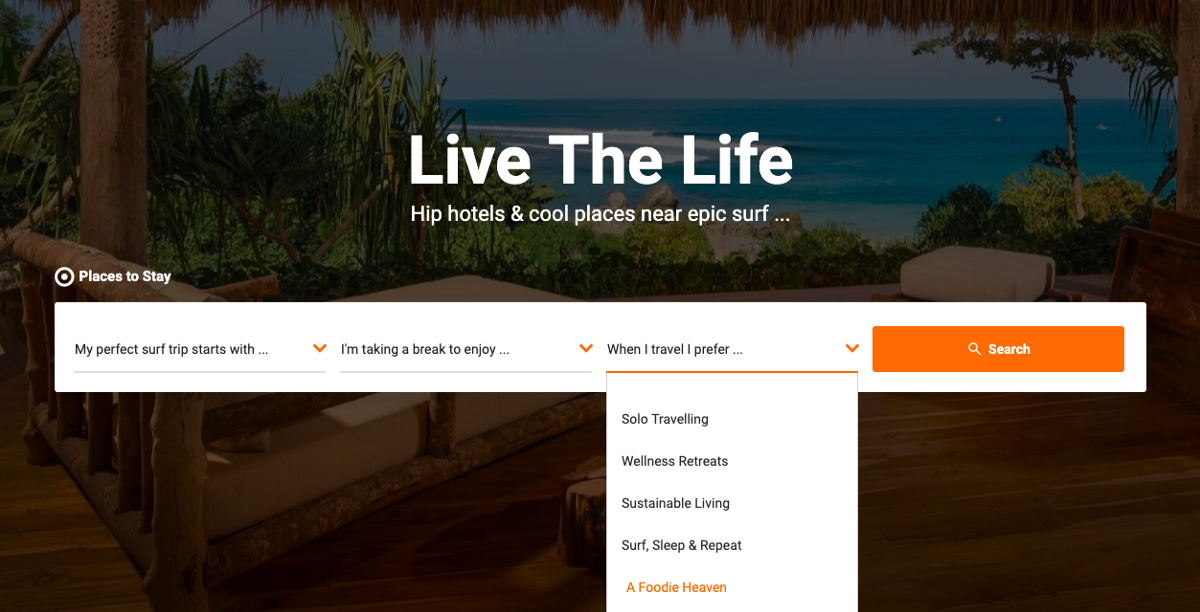 Live The Life
Hip hotels & cool places near epic surf ...
Places to Stay
My perfect surf trip starts with ...
I'm taking a break to enjoy ...
When I travel I prefer ...
Search
Solo Travelling
Wellness Retreats
Sustainable Living
Surf, Sleep & Repeat
A Foodie Heaven